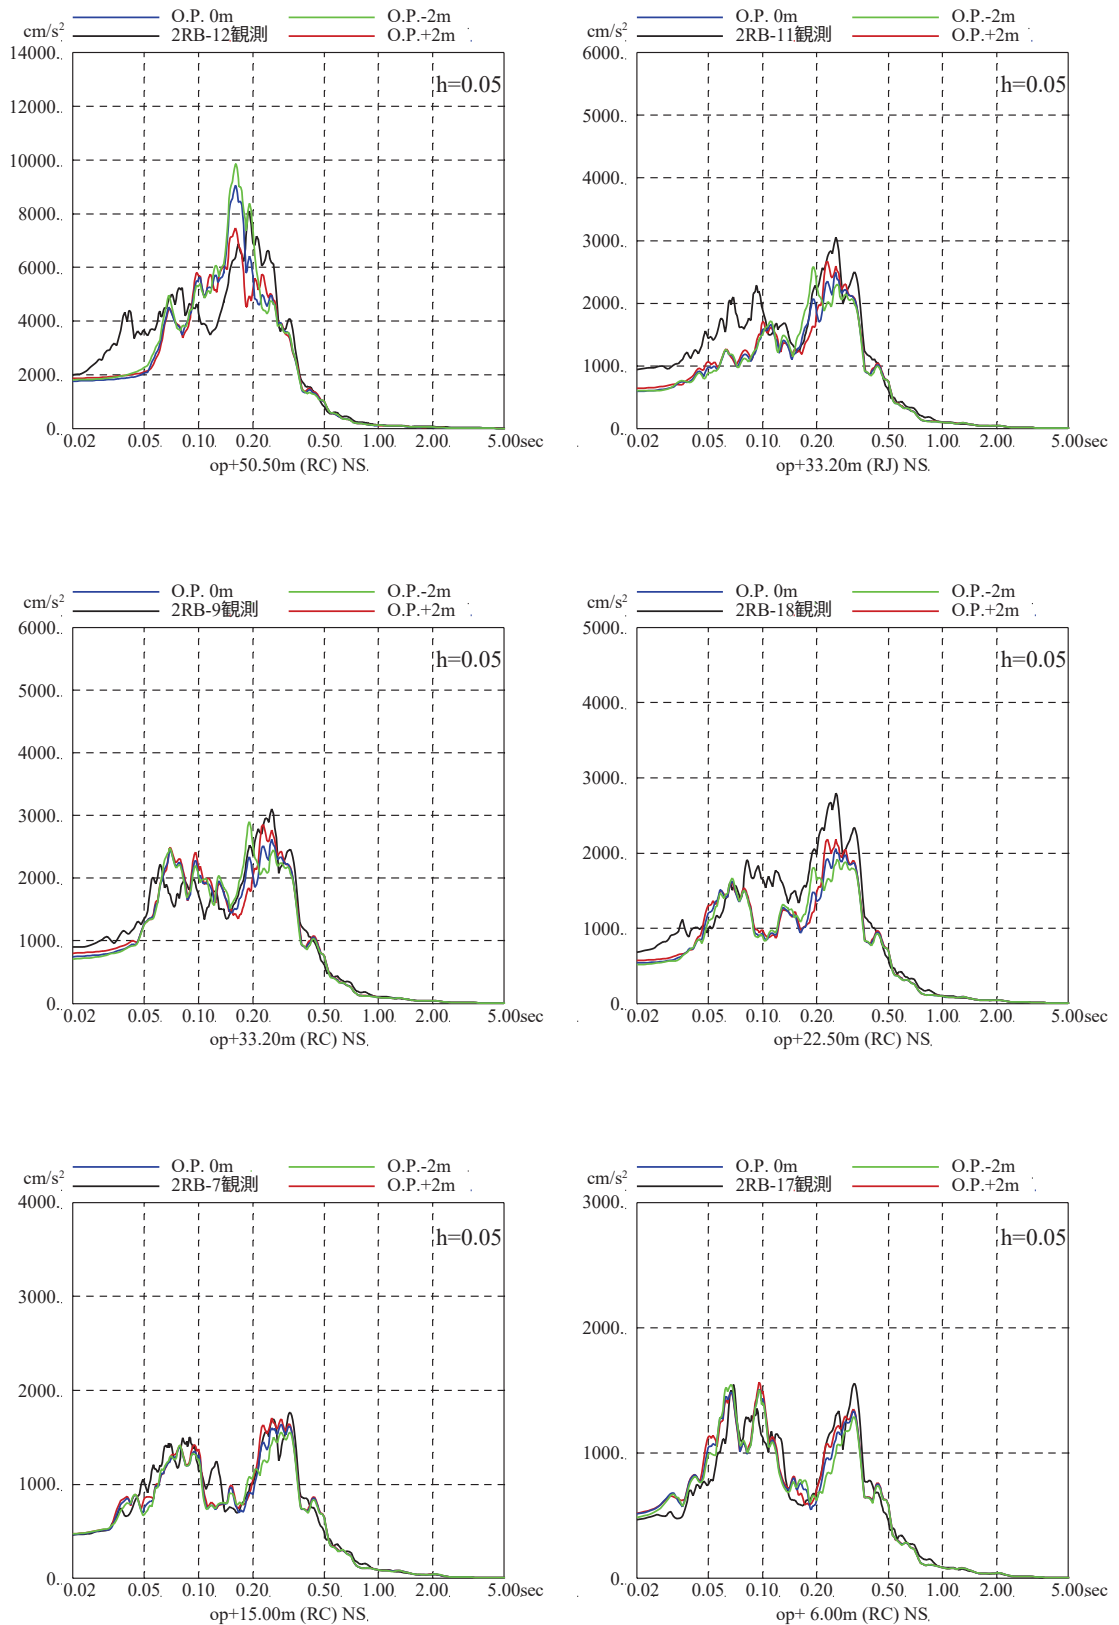 O.P. 0m O.P.-2m
cm/s2 2RB-12観測 O.P.+2m
14000.
h=0.05
12000.
10000.
8000.
6000.
4000.
2000.
0.
0.02 0.05 0.10 0.20 0.50 1.00 2.00 5.00sec
op+50.50m (RC) NS
O.P. 0m O.P.-2m
cm/s2 2RB-11観測 O.P.+2m
6000.
h=0.05
5000.
4000.
3000.
2000.
1000.
0.
0.02 0.05 0.10 0.20 0.50 1.00 2.00 5.00sec
op+33.20m (RJ) NS
O.P. 0m O.P.-2m
cm/s2 2RB-9観測 O.P.+2m
6000.
h=0.05
5000.
4000.
3000.
2000.
1000.
0.
0.02 0.05 0.10 0.20 0.50 1.00 2.00 5.00sec
op+33.20m (RC) NS
O.P. 0m O.P.-2m
cm/s2 2RB-18観測 O.P.+2m
5000.
h=0.05
4000.
3000.
2000.
1000.
0.
0.02 0.05 0.10 0.20 0.50 1.00 2.00 5.00sec
op+22.50m (RC) NS
O.P. 0m O.P.-2m
cm/s2 2RB-7観測 O.P.+2m
4000.
h=0.05
3000.
2000.
1000.
0.
0.02 0.05 0.10 0.20 0.50 1.00 2.00 5.00sec
op+15.00m (RC) NS
O.P. 0m O.P.-2m
cm/s2 2RB-17観測 O.P.+2m
3000.
h=0.05
2000.
1000.
0.
0.02 0.05 0.10 0.20 0.50 1.00 2.00 5.00sec
op+ 6.00m (RC) NS